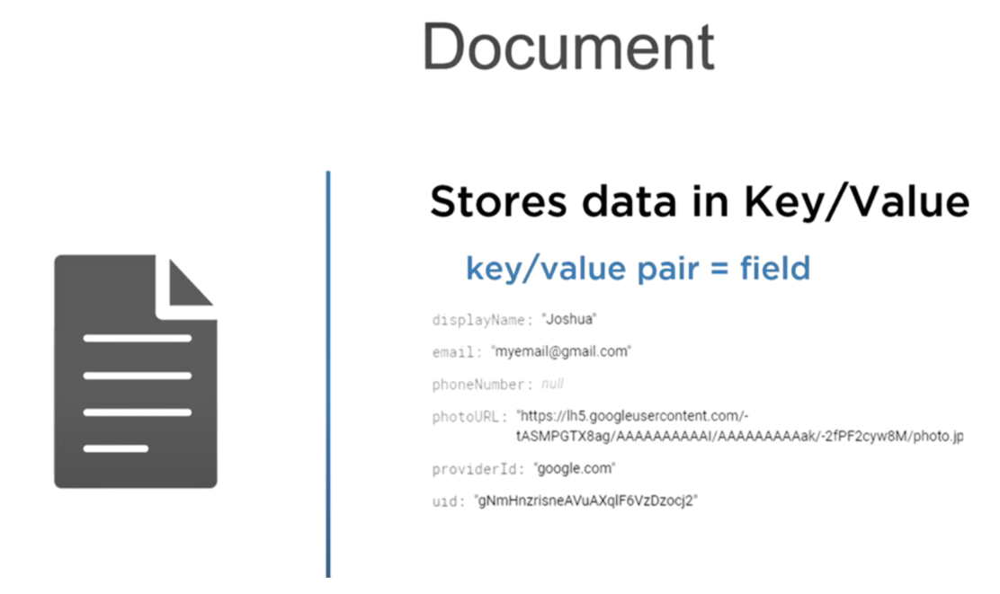 Document
Stores data in Key/Value
key/value pair = field
displayName: "Joshua"
email: "myemail@gmail.com"
phoneNumber: null
photoURL: "https://lh5.googleusercontent.com/-
tASMPGTX8ag/AAAAAAAAAAI/AAAAAAAAAak/-2fPF2cyw8M/photo.jp
providerId: "google.com"
uid: "gNmHnzrisneAVuAXqlF6VzDzocj2"